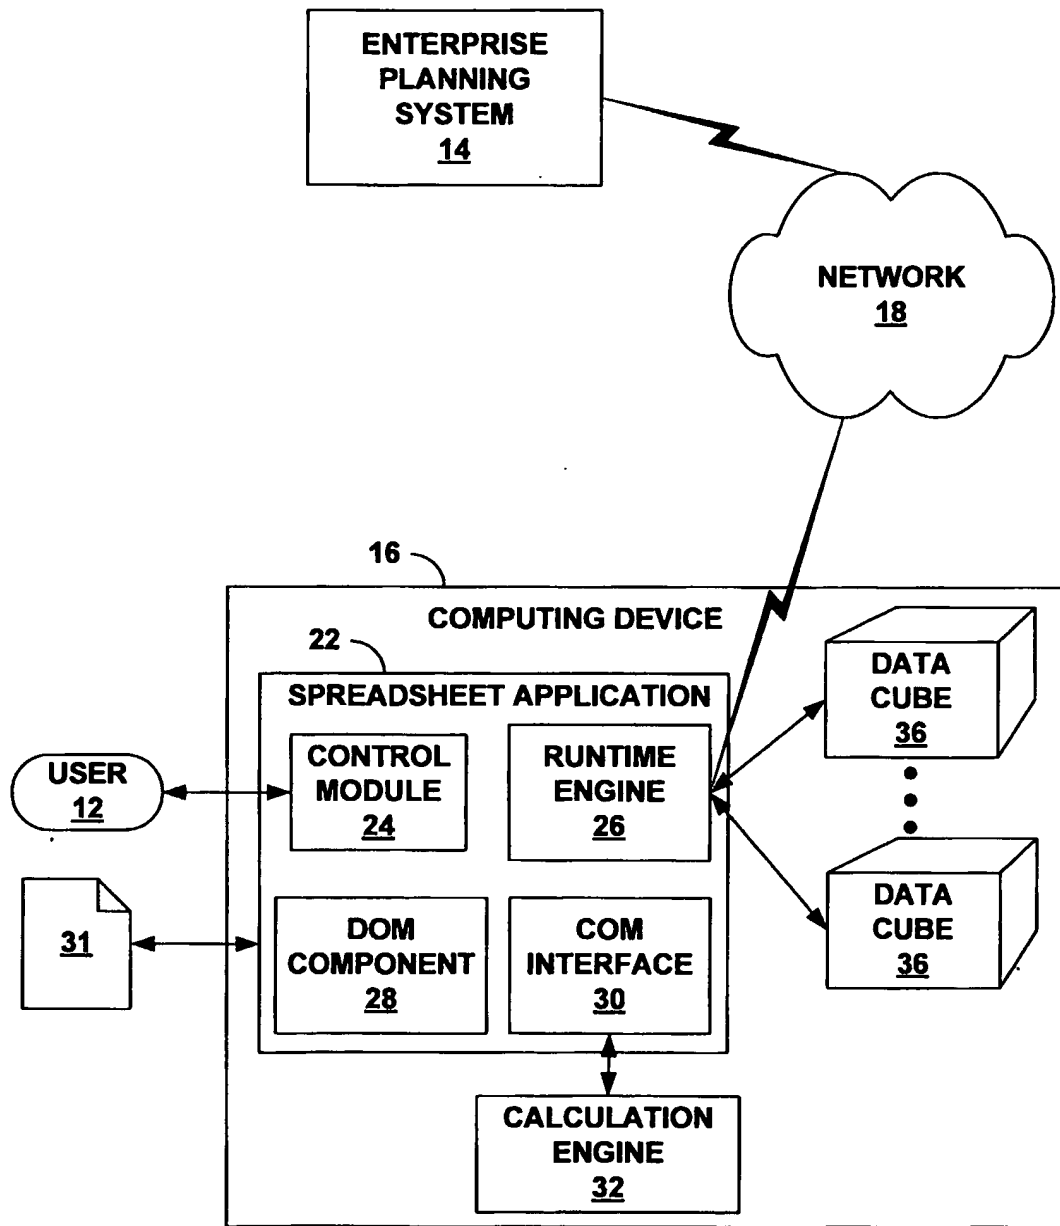 ENTERPRISE
PLANNING
SYSTEM
14
NETWORK
18
16
COMPUTING DEVICE
22
SPREADSHEET APPLICATION
CONTROL
MODULE
24
RUNTIME
ENGINE
26
DATA
CUBE
36
USER
12
31
DOM
COMPONENT
28
COM
INTERFACE
30
DATA
CUBE
36
CALCULATION
ENGINE
32